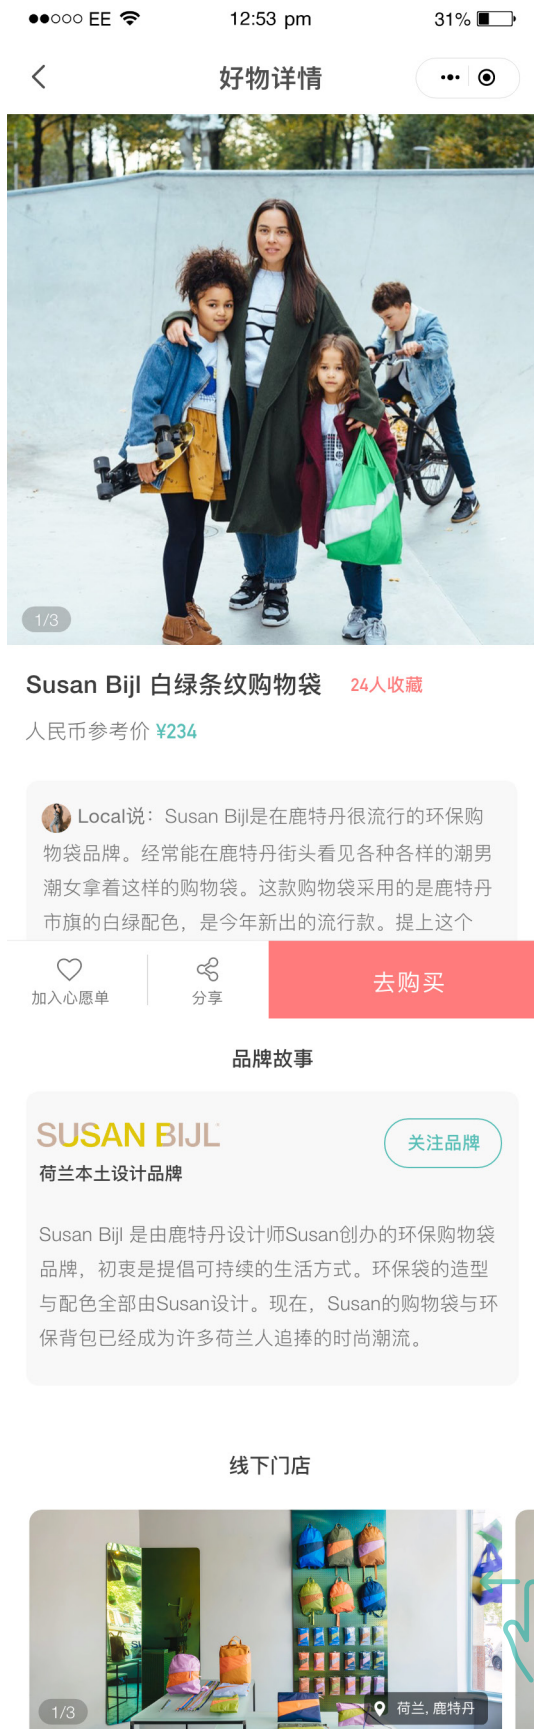 EE 12:53 pm 31%
好物详情
1/3
Susan Bijl 白绿条纹购物袋 24人收藏
人民币参考价 ¥234
Local说：Susan Bijl是在鹿特丹很流行的环保购
物袋品牌。经常能在鹿特丹街头看见各种各样的潮男
潮女拿着这样的购物袋。这款购物袋采用的是鹿特丹
市旗的白绿配色，是今年新出的流行款。提上这个
加入心愿单 分享 去购买
品牌故事
SUSAN BIJL
关注品牌
荷兰本土设计品牌
Susan Bijl 是由鹿特丹设计师Susan创办的环保购物袋
品牌，初衷是提倡可持续的生活方式。环保袋的造型
与配色全部由Susan设计。现在，Susan的购物袋与环
保背包已经成为许多荷兰人追捧的时尚潮流。
线下门店
1/3
荷兰, 鹿特丹